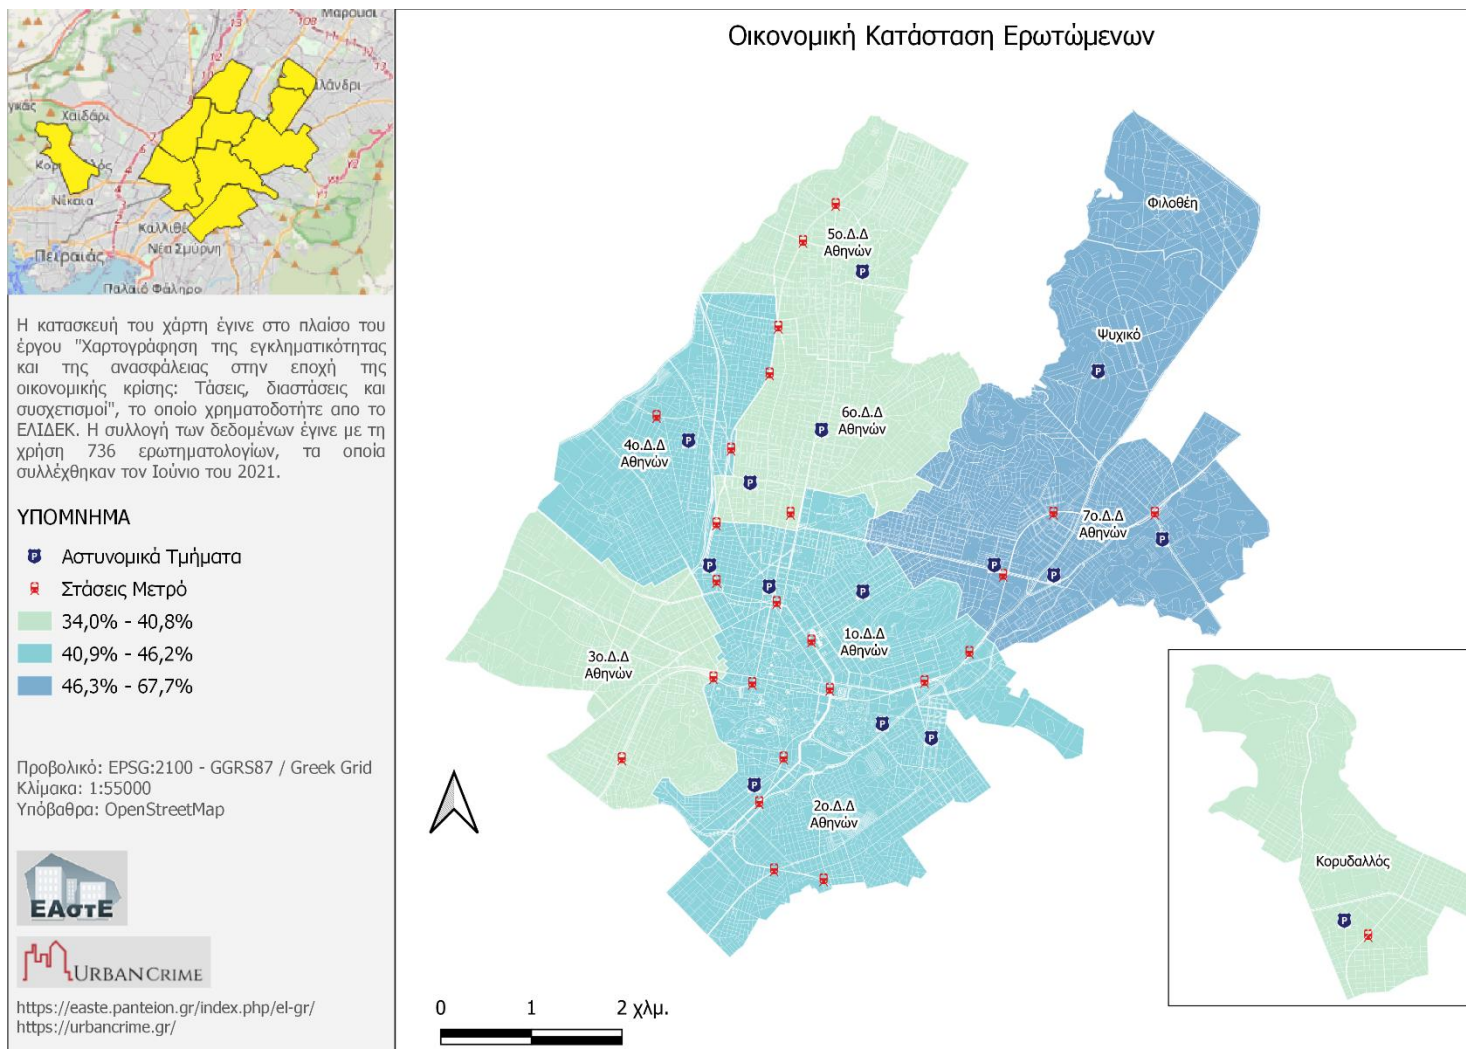 Οικονομική Κατάσταση Ερωτώμενων
Μαρούσι
Χαϊδάρι
Νίκαια
Πειραιάς
Νέα Σμύρνη
Παλαιό Φάληρο
Η κατασκευή του χάρτη έγινε στο πλαίσο του
έργου "Χαρτογράφηση της εγκληματικότητας
και της ανασφάλειας στην εποχή της
οικονομικής κρίσης: Τάσεις, διαστάσεις και
συσχετισμοί", το οποίο χρηματοδοτήτε απο το
ΕΛΙΔΕΚ. Η συλλογή των δεδομένων έγινε με τη
χρήση 736 ερωτηματολογίων, τα οποία
συλλέχθηκαν τον Ιούνιο του 2021.
ΥΠΟΜΝΗΜΑ
Αστυνομικά Τμήματα
Στάσεις Μετρό
34,0% - 40,8%
40,9% - 46,2%
46,3% - 67,7%
Προβολικό: EPSG:2100 - GGRS87 / Greek Grid
Κλίμακα: 1:55000
Υπόβαθρα: OpenStreetMap
ΕΑστΕ
URBAN CRIME
https://easte.panteion.gr/index.php/el-gr/
https://urbancrime.gr/
Φιλοθέη
5ο.Δ.Δ
Αθηνών
Ψυχικό
6ο.Δ.Δ
Αθηνών
4ο.Δ.Δ
Αθηνών
7ο.Δ.Δ
Αθηνών
1ο.Δ.Δ
Αθηνών
3ο.Δ.Δ
Αθηνών
2ο.Δ.Δ
Αθηνών
Κορυδαλλός
0 1 2 χλμ.